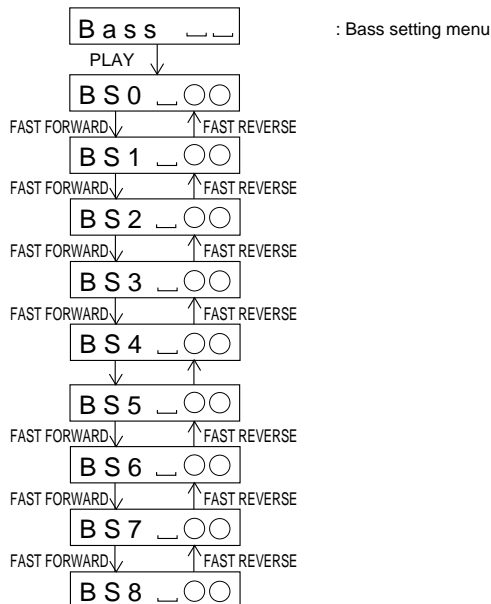 Bass ⎵⎵ : Bass setting menu
PLAY
BS0 ⎵○○
FAST FORWARD FAST REVERSE
BS1 ⎵○○
FAST FORWARD FAST REVERSE
BS2 ⎵○○
FAST FORWARD FAST REVERSE
BS3 ⎵○○
FAST FORWARD FAST REVERSE
BS4 ⎵○○
BS5 ⎵○○
FAST FORWARD FAST REVERSE
BS6 ⎵○○
FAST FORWARD FAST REVERSE
BS7 ⎵○○
FAST FORWARD FAST REVERSE
BS8 ⎵○○